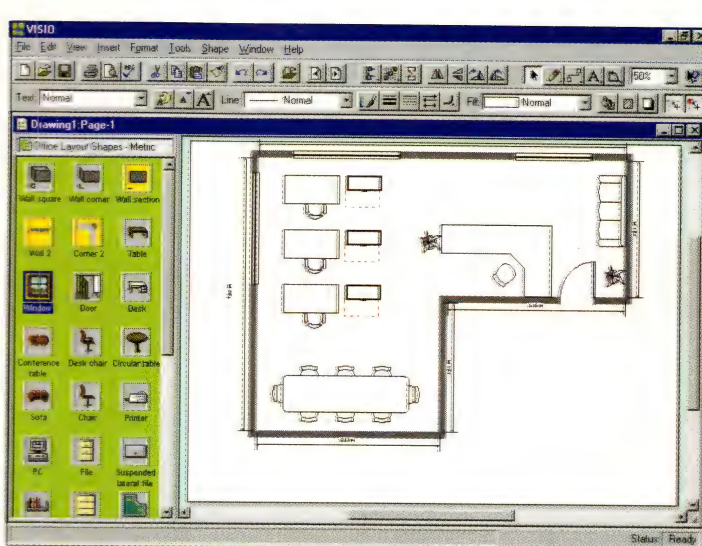 VISIO
File Edit View Insert Format Tools Shape Window Help
50%
Text: Normal Line: Normal Fill: Normal
Drawing1:Page-1
Office Layout Shapes - Metric
Wall square Wall corner Wall section
Wall 2 Corner 2 Table
Window Door Desk
Conference table Desk chair Circular table
Sofa Chair Printer
PC File Suspended lateral file
Status: Ready